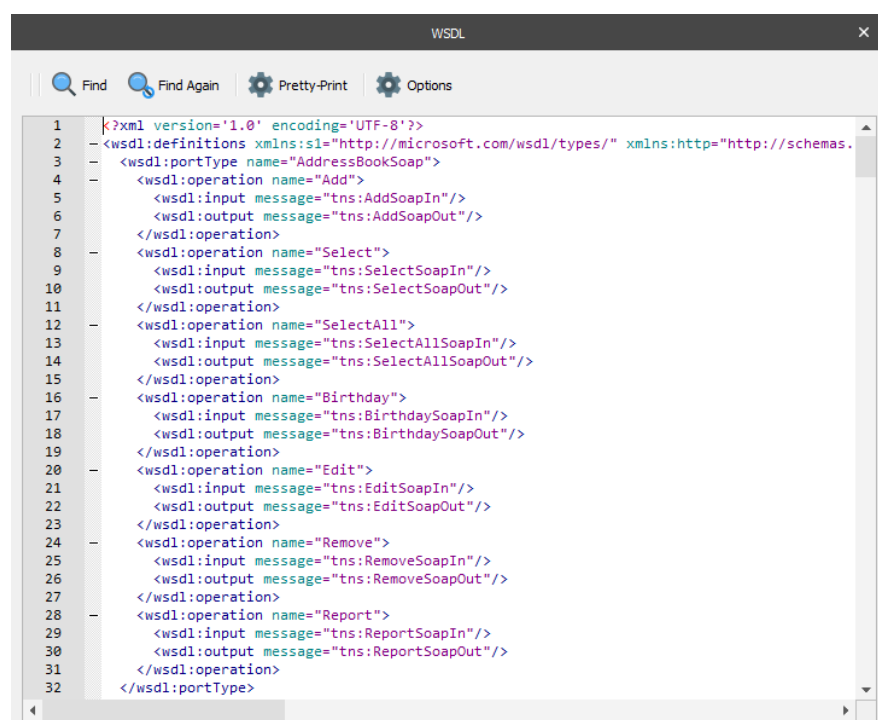 WSDL
Find Find Again Pretty-Print Options
1 <?xml version='1.0' encoding='UTF-8'?>
2 <wsdl:definitions xmlns:s1="http://microsoft.com/wsdl/types/" xmlns:http="http://schemas.
3 <wsdl:portType name="AddressBookSoap">
4 <wsdl:operation name="Add">
5 <wsdl:input message="tns:AddSoapIn"/>
6 <wsdl:output message="tns:AddSoapOut"/>
7 </wsdl:operation>
8 <wsdl:operation name="Select">
9 <wsdl:input message="tns:SelectSoapIn"/>
10 <wsdl:output message="tns:SelectSoapOut"/>
11 </wsdl:operation>
12 <wsdl:operation name="SelectAll">
13 <wsdl:input message="tns:SelectAllSoapIn"/>
14 <wsdl:output message="tns:SelectAllSoapOut"/>
15 </wsdl:operation>
16 <wsdl:operation name="Birthday">
17 <wsdl:input message="tns:BirthdaySoapIn"/>
18 <wsdl:output message="tns:BirthdaySoapOut"/>
19 </wsdl:operation>
20 <wsdl:operation name="Edit">
21 <wsdl:input message="tns:EditSoapIn"/>
22 <wsdl:output message="tns:EditSoapOut"/>
23 </wsdl:operation>
24 <wsdl:operation name="Remove">
25 <wsdl:input message="tns:RemoveSoapIn"/>
26 <wsdl:output message="tns:RemoveSoapOut"/>
27 </wsdl:operation>
28 <wsdl:operation name="Report">
29 <wsdl:input message="tns:ReportSoapIn"/>
30 <wsdl:output message="tns:ReportSoapOut"/>
31 </wsdl:operation>
32 </wsdl:portType>